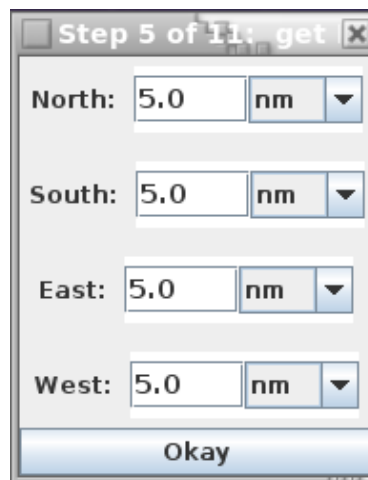 Step 5 of 11: get
North: 5.0 nm
South: 5.0 nm
East: 5.0 nm
West: 5.0 nm
Okay